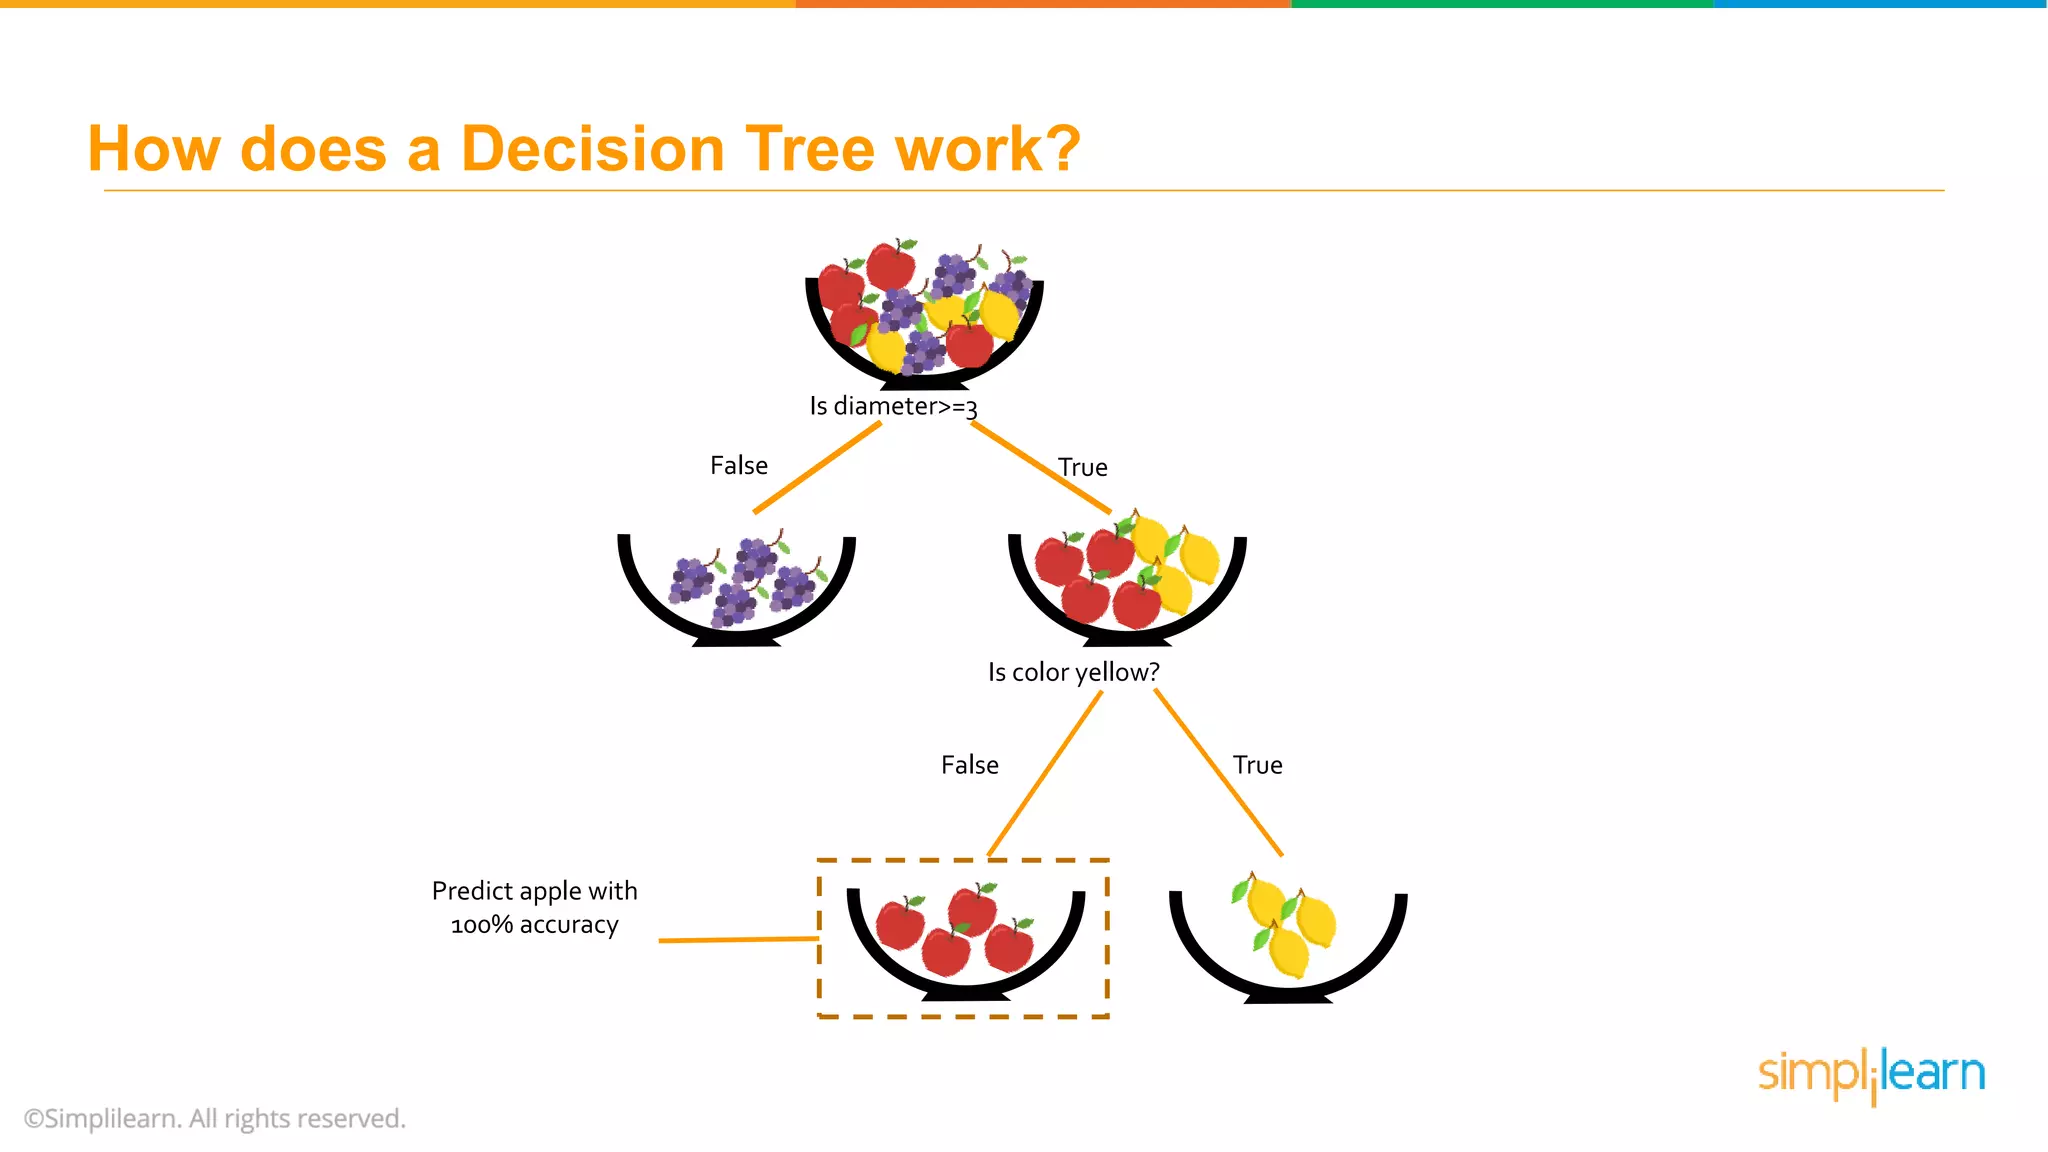 How does a Decision Tree work?
Is diameter>=3
False
True
Is color yellow?
False
True
Predict apple with
100% accuracy
simplilearn
©Simplilearn. All rights reserved.